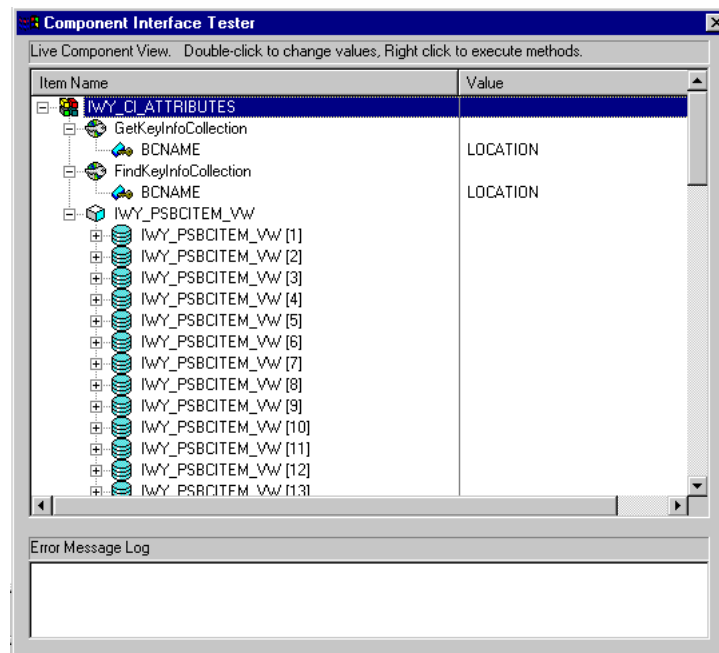 Component Interface Tester
Live Component View. Double-click to change values, Right click to execute methods.
Item Name Value
IWY_CI_ATTRIBUTES
GetKeyInfoCollection
BCNAME LOCATION
FindKeyInfoCollection
BCNAME LOCATION
IWY_PSBCITEM_VW
IWY_PSBCITEM_VW [1]
IWY_PSBCITEM_VW [2]
IWY_PSBCITEM_VW [3]
IWY_PSBCITEM_VW [4]
IWY_PSBCITEM_VW [5]
IWY_PSBCITEM_VW [6]
IWY_PSBCITEM_VW [7]
IWY_PSBCITEM_VW [8]
IWY_PSBCITEM_VW [9]
IWY_PSBCITEM_VW [10]
IWY_PSBCITEM_VW [11]
IWY_PSBCITEM_VW [12]
IWY_PSBCITEM_VW [13]
Error Message Log